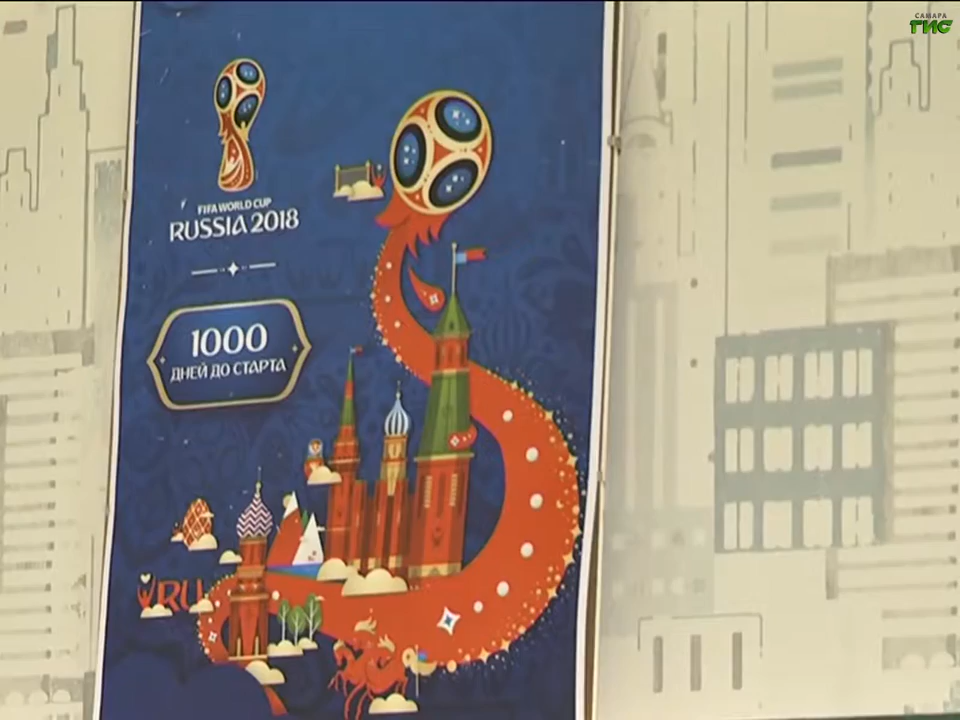 САМАРА
ГИС
FIFA WORLD CUP
RUSSIA 2018
1000
ДНЕЙ ДО СТАРТА
RU